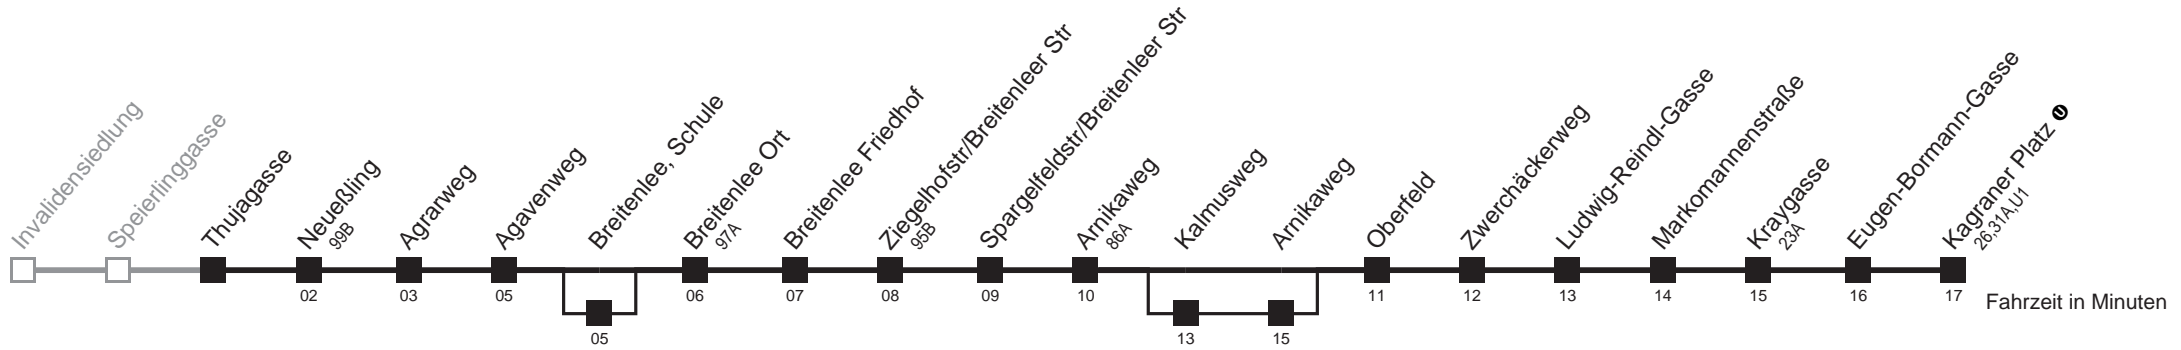 Invalidensiedlung
Speierlinggasse
Thujagasse
Neueßling
99B
Agrarweg
Agavenweg
Breitenlee, Schule
Breitenlee Ort
97A
Breitenlee Friedhof
Ziegelhofstr/Breitenleer Str
95B
Spargelfeldstr/Breitenleer Str
Arnikaweg
86A
Kalmusweg
Arnikaweg
Oberfeld
Zwerchäckerweg
Ludwig-Reindl-Gasse
Markomannenstraße
Kraygasse
23A
Eugen-Bormann-Gasse
Kagraner Platz U
26,31A,U1
02 03 05 06 07 08 09 10 11 12 13 14 15 16 17
Fahrzeit in Minuten
05 13 15